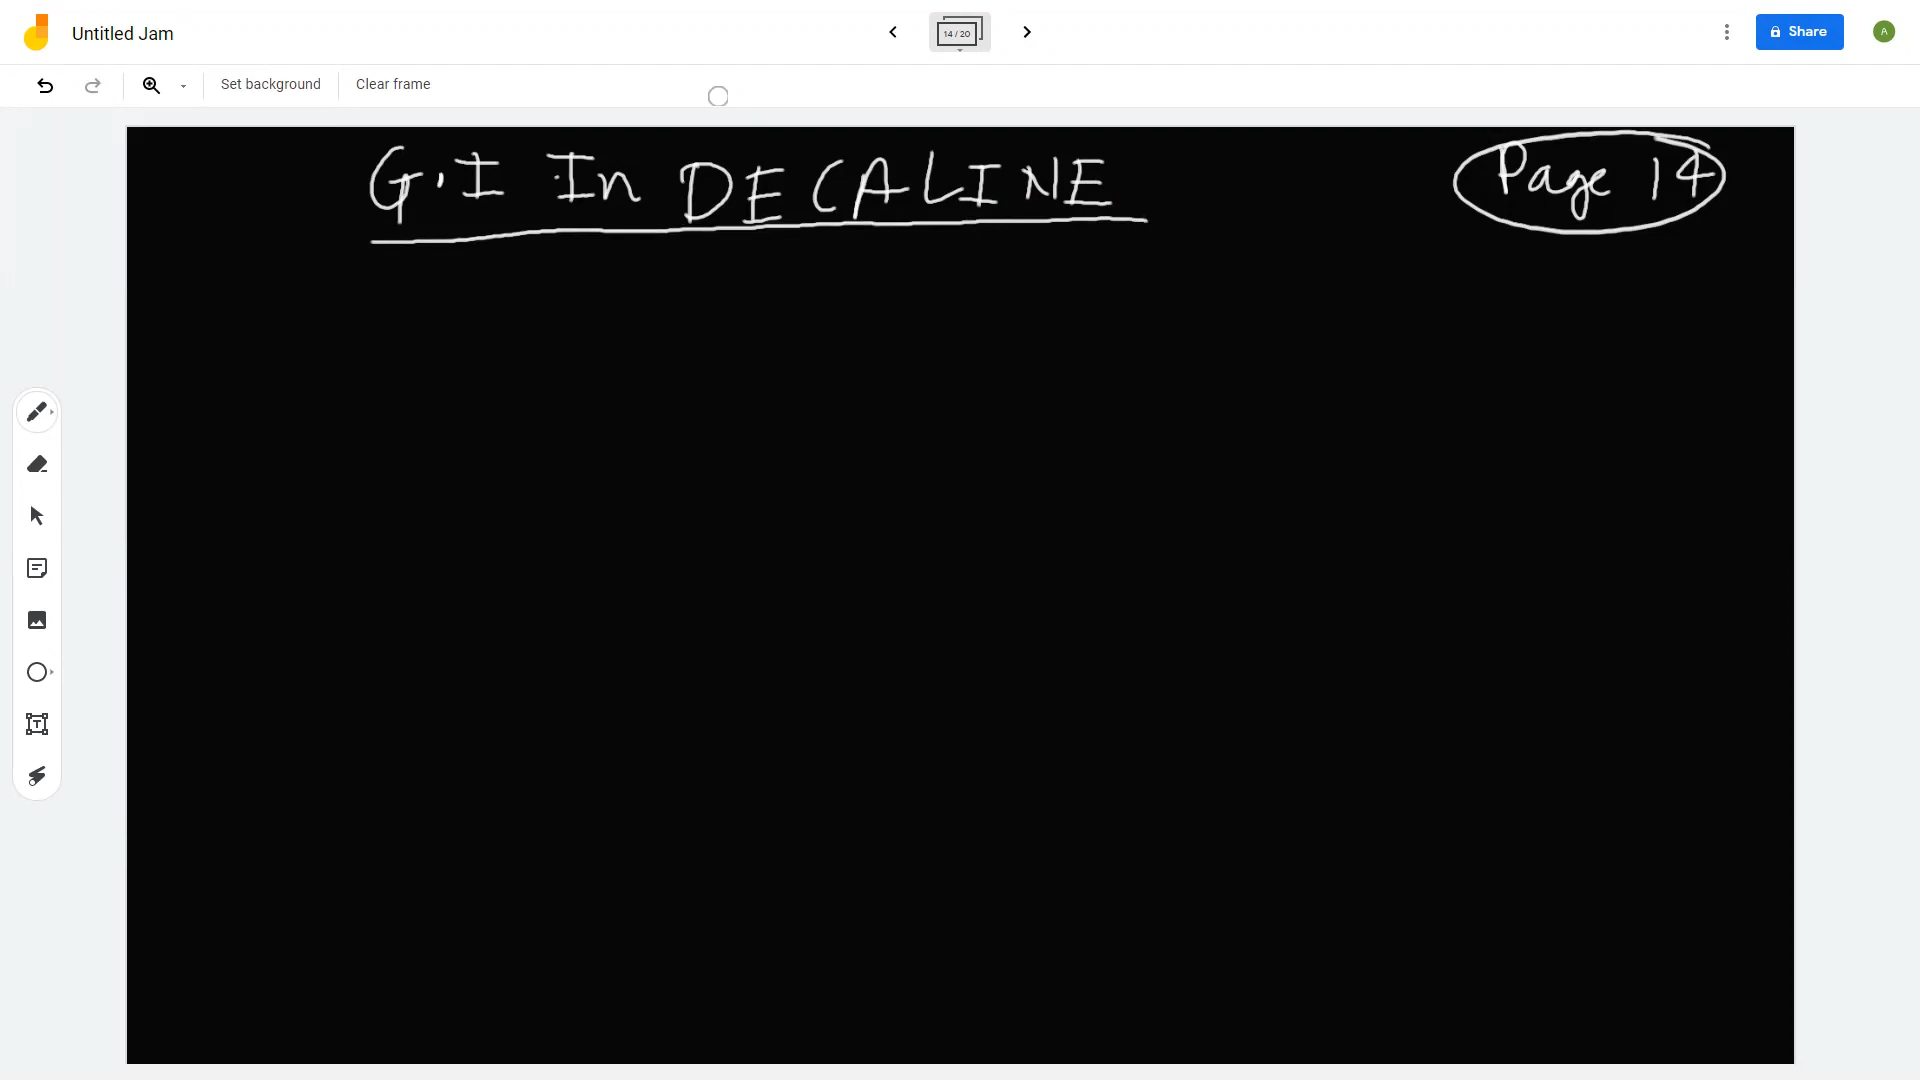 Untitled Jam
14 / 20
Share
A
Set background
Clear frame
G.I In DECALINE
Page 14